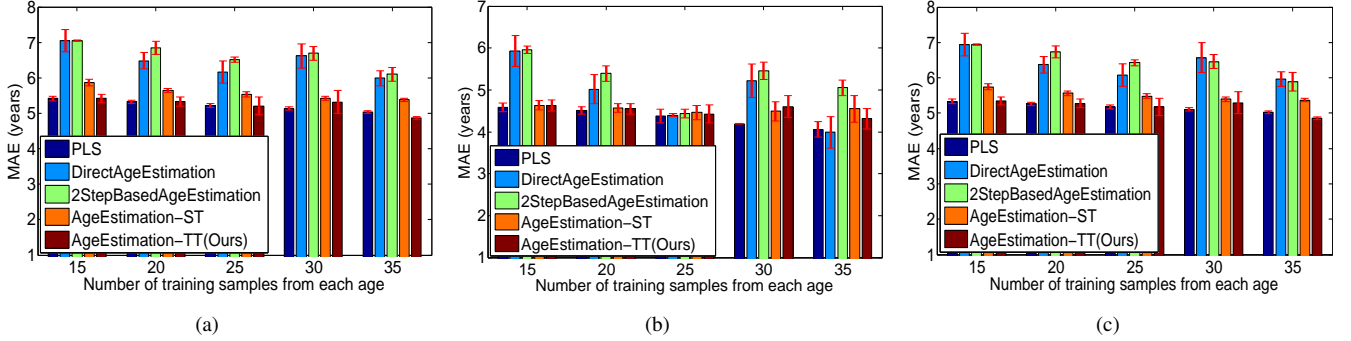 8
7
6
5
4
3
2
1
MAE (years)
PLS
DirectAgeEstimation
2StepBasedAgeEstimation
AgeEstimation−ST
AgeEstimation−TT(Ours)
15 20 25 30 35
Number of training samples from each age
(a)
7
6
5
4
3
2
1
MAE (years)
PLS
DirectAgeEstimation
2StepBasedAgeEstimation
AgeEstimation−ST
AgeEstimation−TT(Ours)
15 20 25 30 35
Number of training samples from each age
(b)
8
7
6
5
4
3
2
1
MAE (years)
PLS
DirectAgeEstimation
2StepBasedAgeEstimation
AgeEstimation−ST
AgeEstimation−TT(Ours)
15 20 25 30 35
Number of training samples from each age
(c)